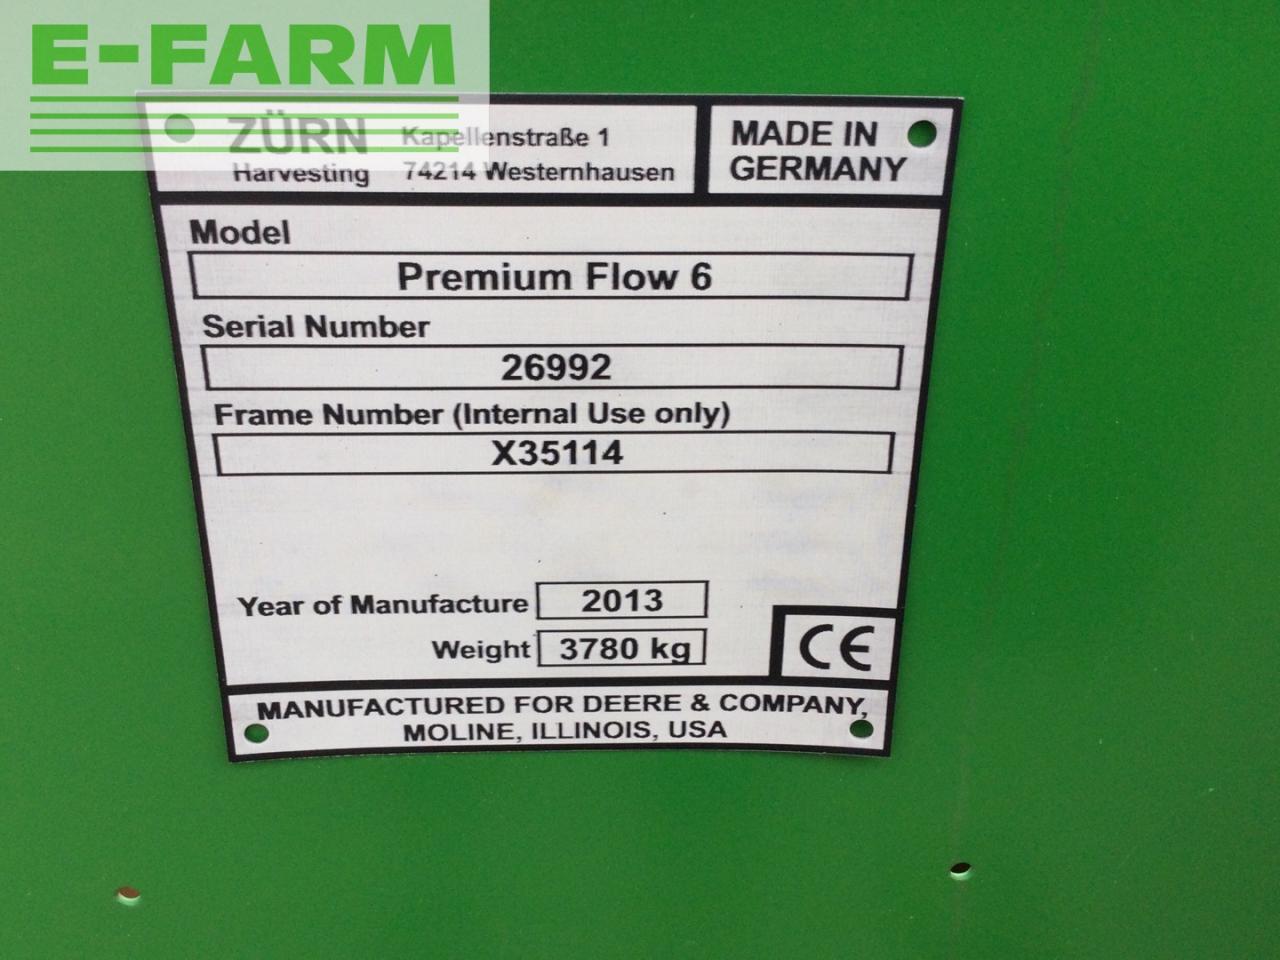 E-FARM
ZÜRN Kapellenstraße 1
Harvesting 74214 Westernhausen
MADE IN
GERMANY
Model
Premium Flow 6
Serial Number
26992
Frame Number (Internal Use only)
X35114
Year of Manufacture 2013
Weight 3780 kg
CE
MANUFACTURED FOR DEERE & COMPANY,
MOLINE, ILLINOIS, USA